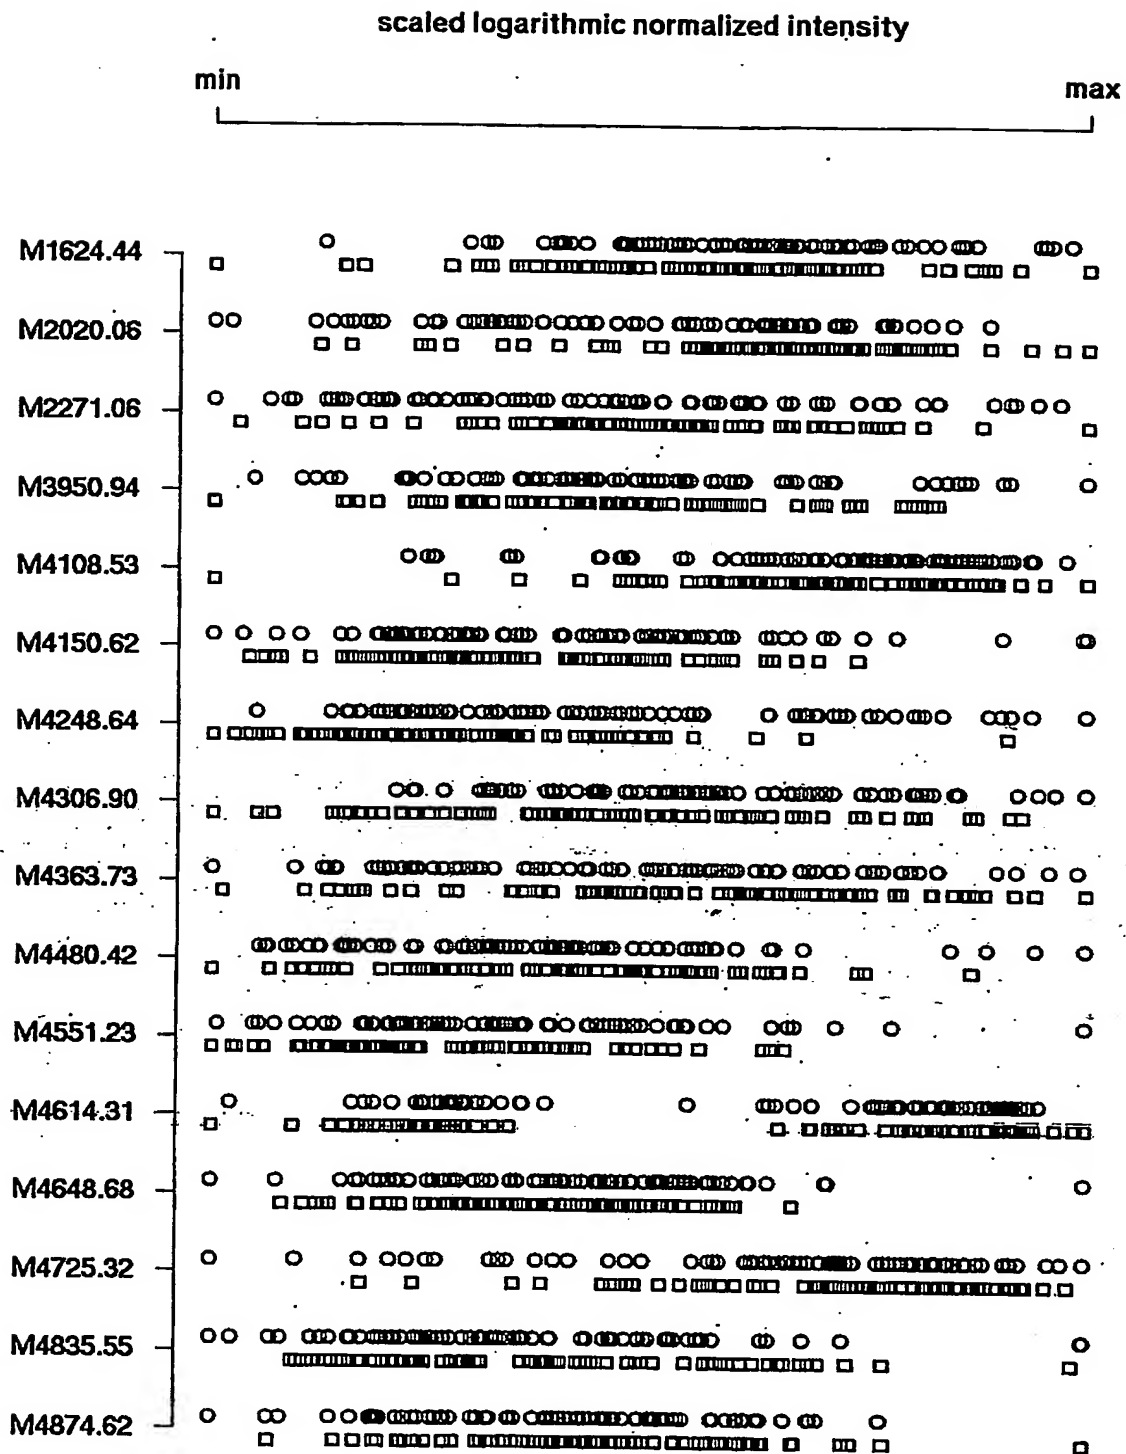 scaled logarithmic normalized intensity
min
max
M1624.44
M2020.06
M2271.06
M3950.94
M4108.53
M4150.62
M4248.64
M4306.90
M4363.73
M4480.42
M4551.23
M4614.31
M4648.68
M4725.32
M4835.55
M4874.62